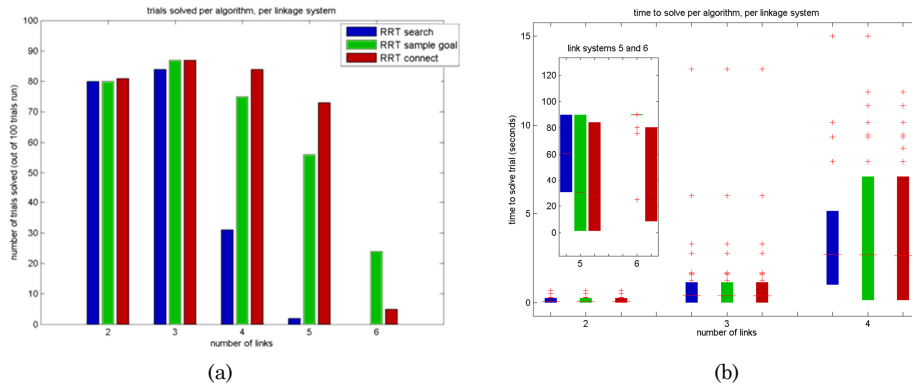 trials solved per algorithm, per linkage system
RRT search
RRT sample goal
RRT connect
100
90
80
70
60
50
40
30
20
10
0
number of trials solved (out of 100 trials run)
2 3 4 5 6
number of links
(a)
time to solve per algorithm, per linkage system
15
10
5
0
time to solve trial (seconds)
link systems 5 and 6
120
100
80
60
40
20
0
5 6
2 3 4
number of links
(b)